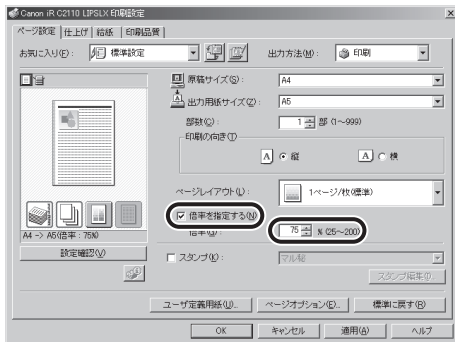 Canon iR C2110 LIPSLX 印刷設定
ページ設定 仕上げ 給紙 印刷品質
お気に入り(F): 標準設定 出力方法(M): 印刷
原稿サイズ(S): A4
出力用紙サイズ(Z): A5
部数(C): 1 部 (1～999)
印刷の向き(T)
A 縦 A 横
ページレイアウト(L): 1ページ/枚(標準)
倍率を指定する(N)
A4 -> A5(倍率:75%) 倍率(G): 75 % (25～200)
設定確認(V) スタンプ(K): マル秘
スタンプ編集(I)...
ユーザ定義用紙(U)... ページオプション(E)... 標準に戻す(R)
OK キャンセル 適用(A) ヘルプ